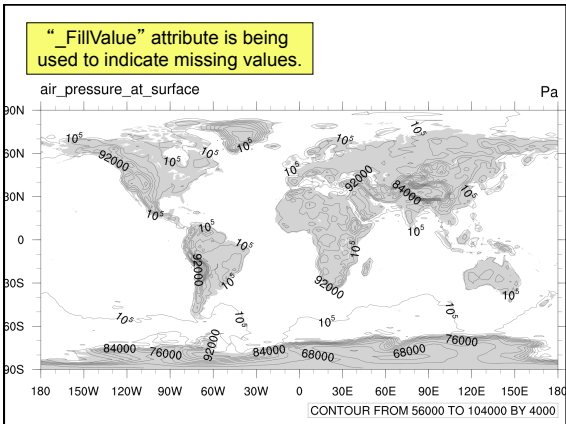 “_FillValue” attribute is being
used to indicate missing values.
air_pressure_at_surface Pa
90N
10⁵ 10⁵ 10⁵ 10⁵ 10⁵
60N 92000 10⁵ 10⁵ 92000 84000 10⁵
30N
10⁵ 10⁵ 10⁵
0 92000 10⁵ 10⁵
30S 10⁵ 92000 10⁵
10⁵ 10⁵ 10⁵ 10⁵
60S
84000 76000 92000 84000 68000 68000 76000
90S
180 150W 120W 90W 60W 30W 0 30E 60E 90E 120E 150E 180
CONTOUR FROM 56000 TO 104000 BY 4000